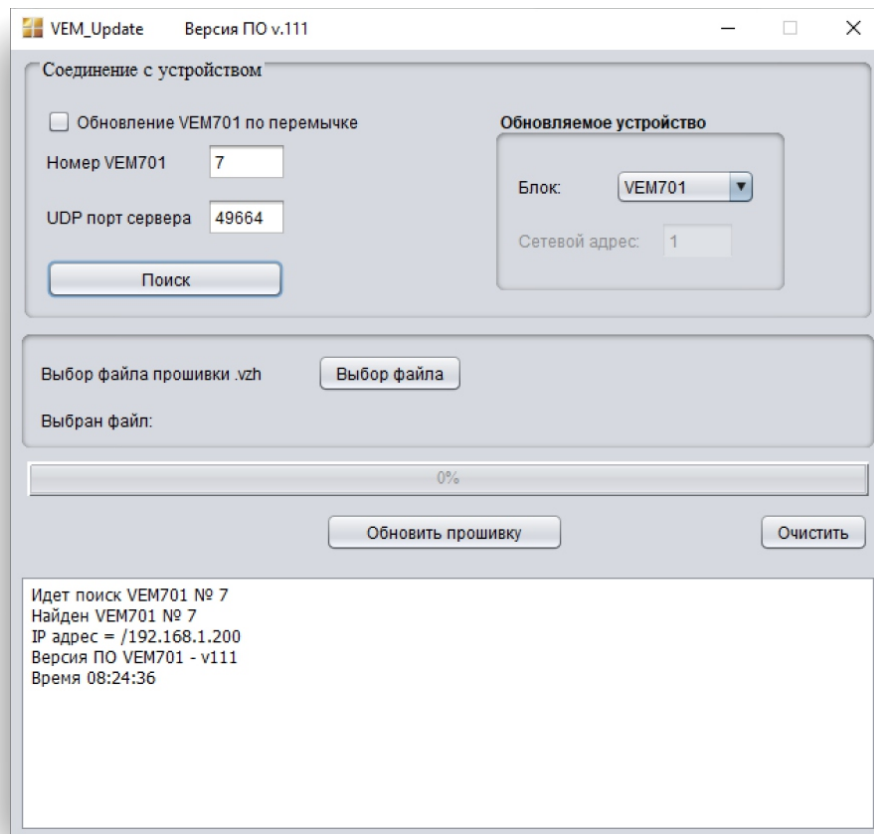 VEM_Update Версия ПО v.111
Соединение с устройством
Обновление VEM701 по перемычке
Номер VEM701 7
UDP порт сервера 49664
Поиск
Обновляемое устройство
Блок: VEM701
Сетевой адрес: 1
Выбор файла прошивки .vzh Выбор файла
Выбран файл:
0%
Обновить прошивку Очистить
Идет поиск VEM701 № 7
Найден VEM701 № 7
IP адрес = /192.168.1.200
Версия ПО VEM701 - v111
Время 08:24:36